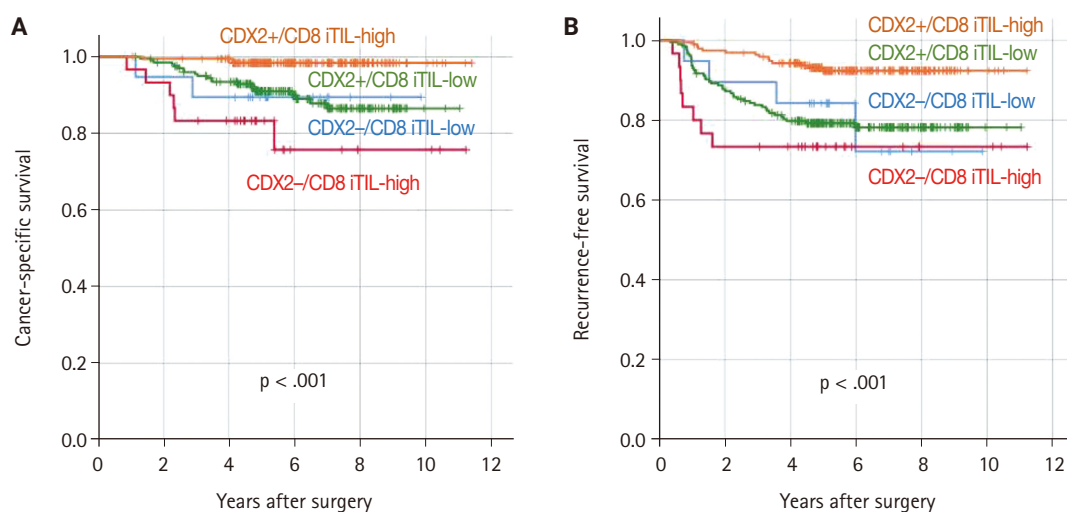 A
CDX2+/CD8 iTIL-high
CDX2+/CD8 iTIL-low
CDX2–/CD8 iTIL-low
CDX2–/CD8 iTIL-high
1.0
0.8
0.6
0.4
0.2
0.0
Cancer-specific survival
p < .001
0 2 4 6 8 10 12
Years after surgery
B
CDX2+/CD8 iTIL-high
CDX2+/CD8 iTIL-low
CDX2–/CD8 iTIL-low
CDX2–/CD8 iTIL-high
1.0
0.8
0.6
0.4
0.2
0.0
Recurrence-free survival
p < .001
0 2 4 6 8 10 12
Years after surgery